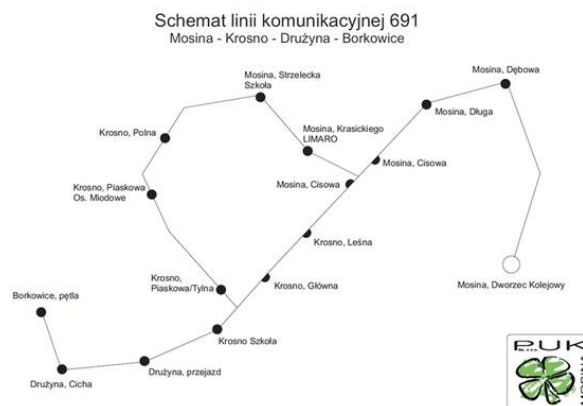 Schemat linii komunikacyjnej 691
Mosina - Krosno - Drużyna - Borkowice
Mosina, Dębowa
Mosina, Strzelecka
Szkoła
Mosina, Długa
Krosno, Polna
Mosina, Krasickiego
LIMARO
Mosina, Cisowa
Mosina, Cisowa
Krosno, Piaskowa
Os. Miodowe
Krosno, Leśna
Krosno,
Piaskowa/Tylna
Krosno, Główna
Mosina, Dworzec Kolejowy
Borkowice, pętla
Krosno Szkoła
Drużyna, przejazd
Drużyna, Cicha
P.U.K
MOSINA